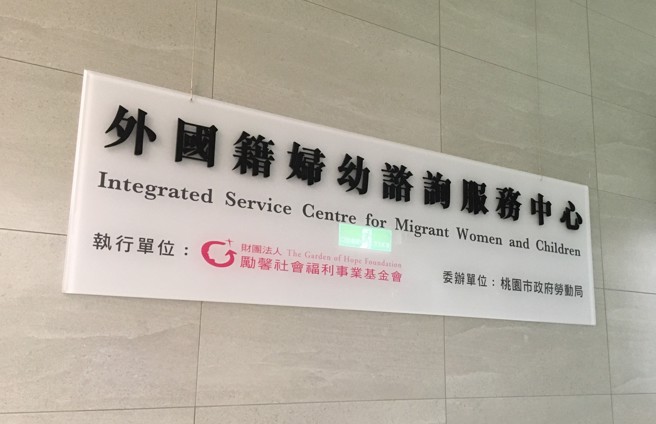 外國籍婦幼諮詢服務中心
Integrated Service Centre for Migrant Women and Children
執行單位：
財團法人 The Garden of Hope Foundation
勵馨社會福利事業基金會
委辦單位：桃園市政府勞動局